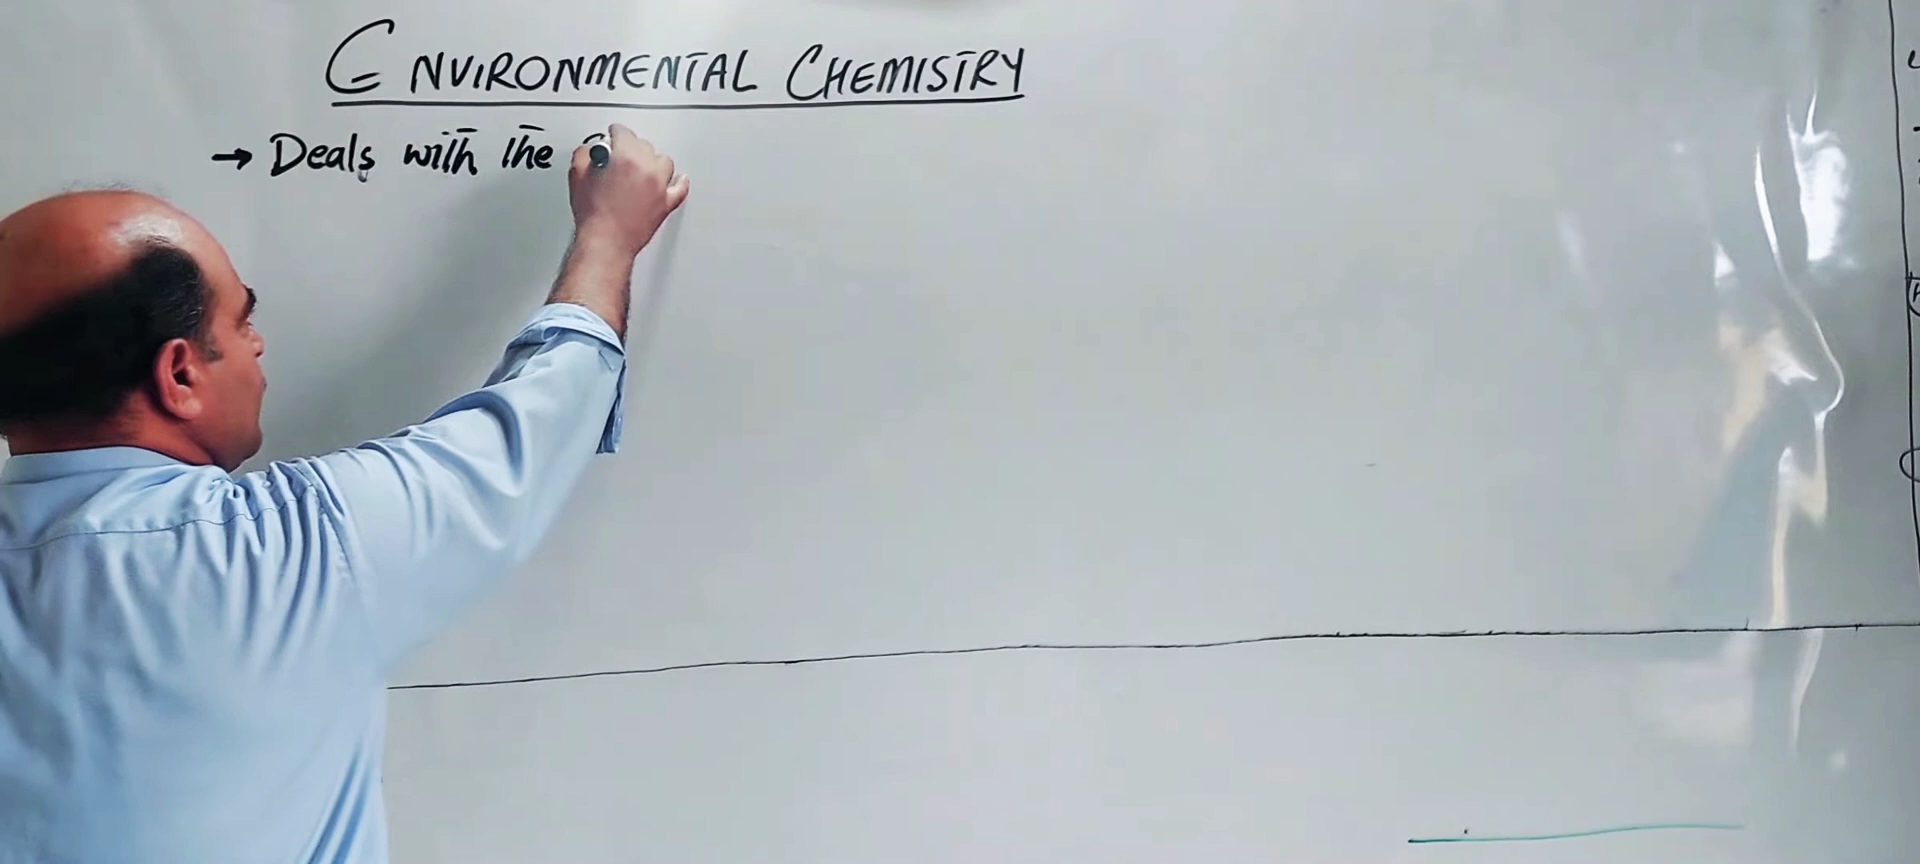 ENVIRONMENTAL CHEMISTRY
→ Deals with the